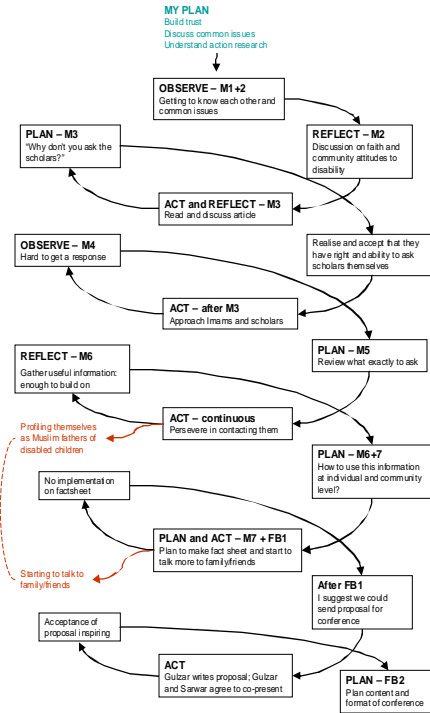 MY PLAN
Build trust
Discuss common issues
Understand action research
OBSERVE – M1+2
Getting to know each other and
common issues
PLAN – M3
“Why don’t you ask the
scholars?”
REFLECT – M2
Discussion on faith and
community attitudes to
disability
ACT and REFLECT – M3
Read and discuss article
OBSERVE – M4
Hard to get a response
Realise and accept that they
have right and ability to ask
scholars themselves
ACT – after M3
Approach Imams and scholars
PLAN – M5
Review what exactly to ask
REFLECT – M6
Gather useful information:
enough to build on
ACT – continuous
Persevere in contacting them
Profiling themselves
as Muslim fathers of
disabled children
PLAN – M6+7
How to use this information
at individual and community
level?
No implementation
on factsheet
PLAN and ACT – M7 + FB1
Plan to make fact sheet and start to
talk more to family/friends
Starting to talk to
family/friends
After FB1
I suggest we could
send proposal for
conference
Acceptance of
proposal inspiring
ACT
Gulzar writes proposal; Gulzar
and Sarwar agree to co-present
PLAN – FB2
Plan content and
format of conference